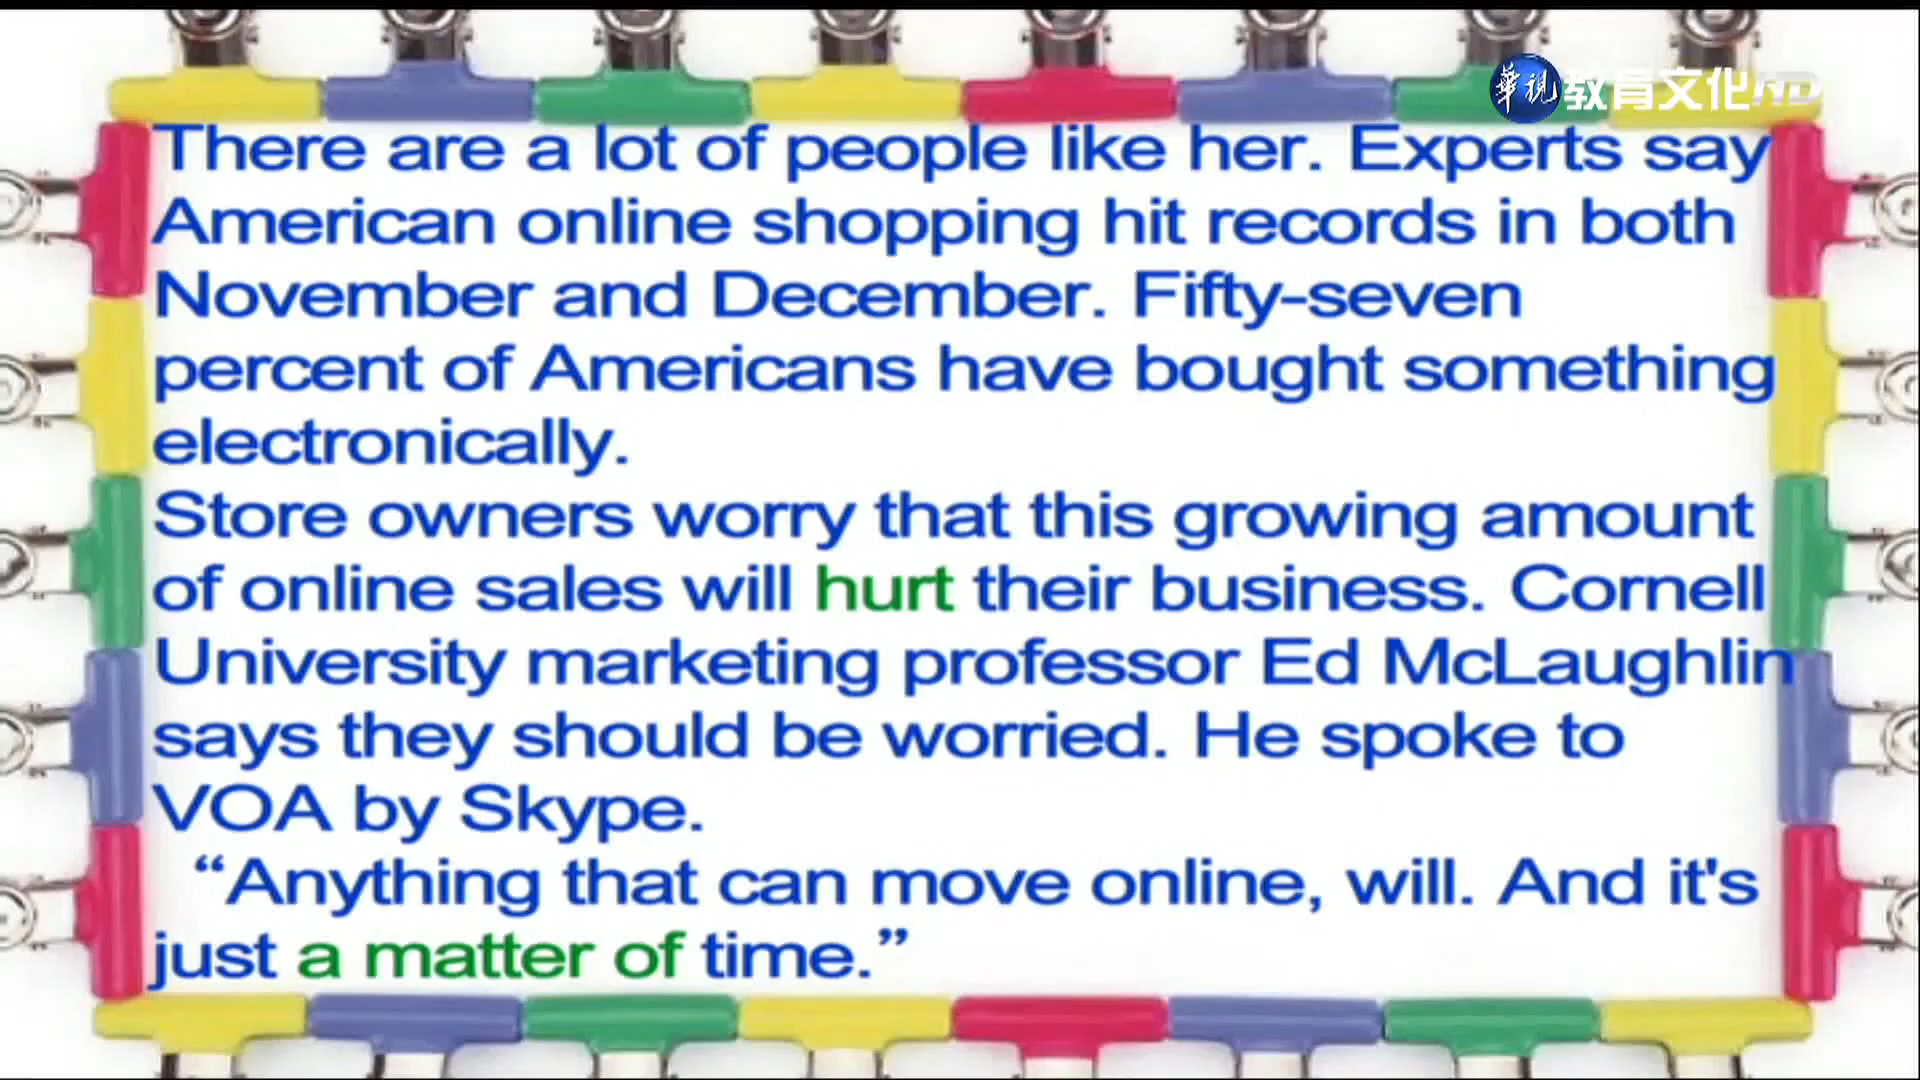 華視 教育文化HD
There are a lot of people like her. Experts say
American online shopping hit records in both
November and December. Fifty-seven
percent of Americans have bought something
electronically.
Store owners worry that this growing amount
of online sales will hurt their business. Cornell
University marketing professor Ed McLaughlin
says they should be worried. He spoke to
VOA by Skype.
“Anything that can move online, will. And it's
just a matter of time.”